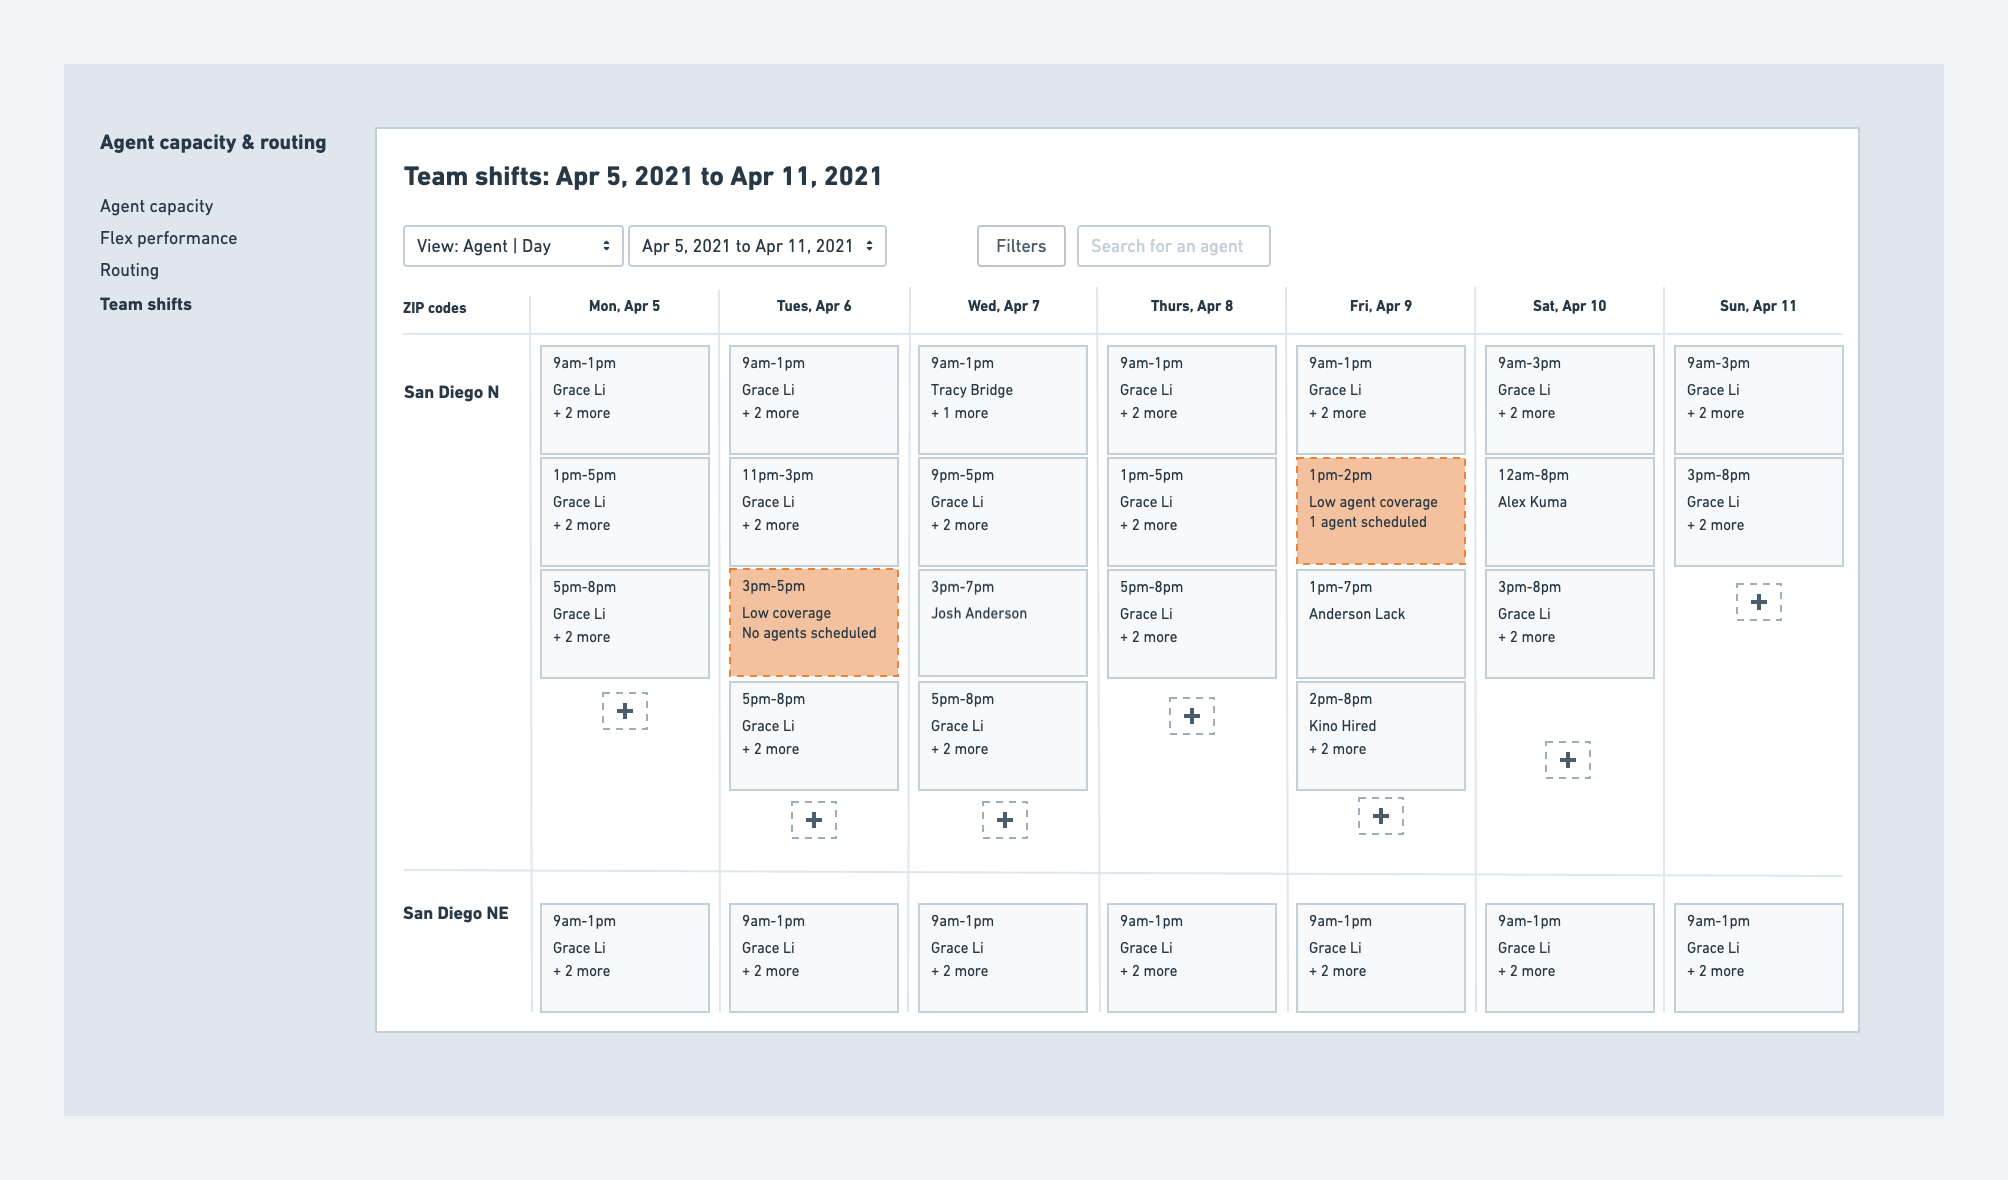 Agent capacity & routing
Agent capacity
Flex performance
Routing
Team shifts
Team shifts: Apr 5, 2021 to Apr 11, 2021
View: Agent | Day
Apr 5, 2021 to Apr 11, 2021
Filters
Search for an agent
ZIP codes
Mon, Apr 5
Tues, Apr 6
Wed, Apr 7
Thurs, Apr 8
Fri, Apr 9
Sat, Apr 10
Sun, Apr 11
San Diego N
9am-1pm
Grace Li
+ 2 more
1pm-5pm
Grace Li
+ 2 more
5pm-8pm
Grace Li
+ 2 more
9am-1pm
Grace Li
+ 2 more
11pm-3pm
Grace Li
+ 2 more
3pm-5pm
Low coverage
No agents scheduled
5pm-8pm
Grace Li
+ 2 more
9am-1pm
Tracy Bridge
+ 1 more
9pm-5pm
Grace Li
+ 2 more
3pm-7pm
Josh Anderson
5pm-8pm
Grace Li
+ 2 more
9am-1pm
Grace Li
+ 2 more
1pm-5pm
Grace Li
+ 2 more
5pm-8pm
Grace Li
+ 2 more
9am-1pm
Grace Li
+ 2 more
1pm-2pm
Low agent coverage
1 agent scheduled
1pm-7pm
Anderson Lack
2pm-8pm
Kino Hired
+ 2 more
9am-3pm
Grace Li
+ 2 more
12am-8pm
Alex Kuma
3pm-8pm
Grace Li
+ 2 more
9am-3pm
Grace Li
+ 2 more
3pm-8pm
Grace Li
+ 2 more
San Diego NE
9am-1pm
Grace Li
+ 2 more
9am-1pm
Grace Li
+ 2 more
9am-1pm
Grace Li
+ 2 more
9am-1pm
Grace Li
+ 2 more
9am-1pm
Grace Li
+ 2 more
9am-1pm
Grace Li
+ 2 more
9am-1pm
Grace Li
+ 2 more